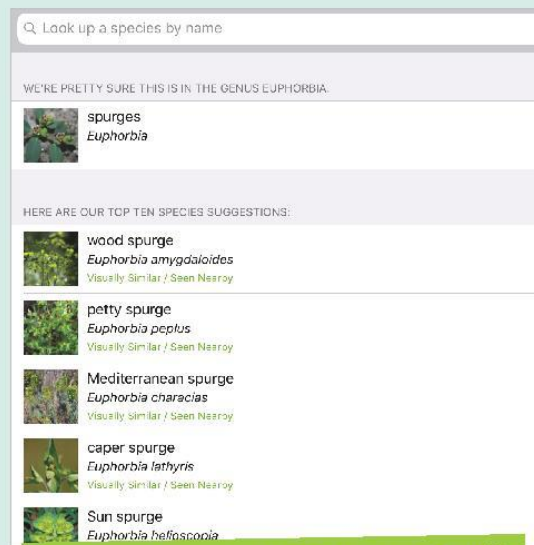 Look up a species by name
WE'RE PRETTY SURE THIS IS IN THE GENUS EUPHORBIA.
spurges
Euphorbia
HERE ARE OUR TOP TEN SPECIES SUGGESTIONS:
wood spurge
Euphorbia amygdaloides
Visually Similar / Seen Nearby
petty spurge
Euphorbia peplus
Visually Similar / Seen Nearby
Mediterranean spurge
Euphorbia characias
Visually Similar / Seen Nearby
caper spurge
Euphorbia lathyris
Visually Similar / Seen Nearby
Sun spurge
Euphorbia helioscopia